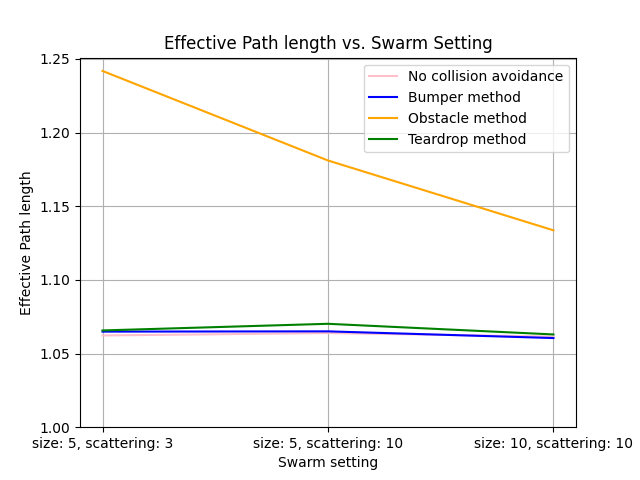 Effective Path length vs. Swarm Setting
No collision avoidance
Bumper method
Obstacle method
Teardrop method
Effective Path length
1.25
1.20
1.15
1.10
1.05
1.00
size: 5, scattering: 3
size: 5, scattering: 10
size: 10, scattering: 10
Swarm setting